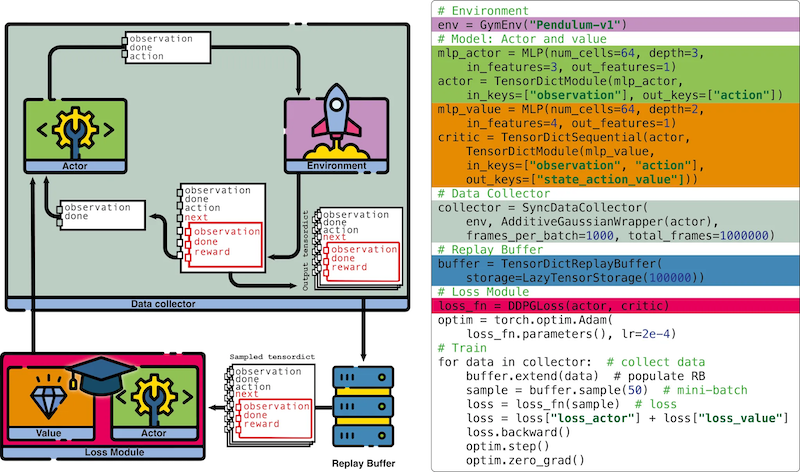 observation
done
action
Actor
Environment
observation
done
observation
done
action
next
observation
done
reward
Output tensordict
observation
done
action
next
observation
done
reward
Data collector
Sampled tensordict
observation
done
action
next
observation
done
reward
Value
Actor
Loss Module
Replay Buffer
# Environment
env = GymEnv("Pendulum-v1")
# Model: Actor and value
mlp_actor = MLP(num_cells=64, depth=3,
in_features=3, out_features=1)
actor = TensorDictModule(mlp_actor,
in_keys=["observation"], out_keys=["action"])
mlp_value = MLP(num_cells=64, depth=2,
in_features=4, out_features=1)
critic = TensorDictSequential(actor,
TensorDictModule(mlp_value,
in_keys=["observation", "action"],
out_keys=["state_action_value"]))
# Data Collector
collector = SyncDataCollector(
env, AdditiveGaussianWrapper(actor),
frames_per_batch=1000, total_frames=1000000)
# Replay Buffer
buffer = TensorDictReplayBuffer(
storage=LazyTensorStorage(100000))
# Loss Module
loss_fn = DDPGLoss(actor, critic)
optim = torch.optim.Adam(
loss_fn.parameters(), lr=2e-4)
# Train
for data in collector:  # collect data
buffer.extend(data)  # populate RB
sample = buffer.sample(50)  # mini-batch
loss = loss_fn(sample)  # loss
loss = loss["loss_actor"] + loss["loss_value"]
loss.backward()
optim.step()
optim.zero_grad()